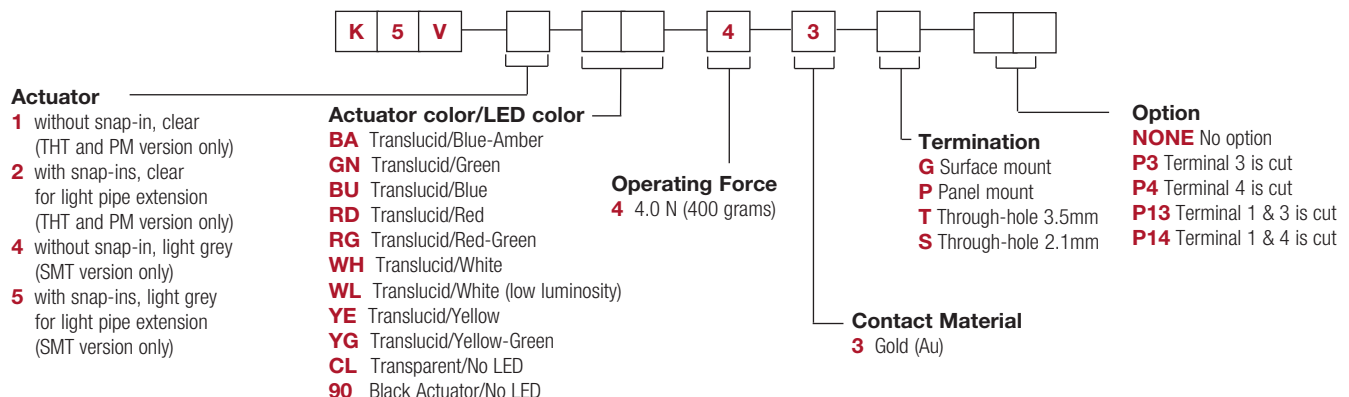 K 5 V 4 3
Actuator
1 without snap-in, clear
(THT and PM version only)
2 with snap-ins, clear
for light pipe extension
(THT and PM version only)
4 without snap-in, light grey
(SMT version only)
5 with snap-ins, light grey
for light pipe extension
(SMT version only)
Actuator color/LED color
BA Translucid/Blue-Amber
GN Translucid/Green
BU Translucid/Blue
RD Translucid/Red
RG Translucid/Red-Green
WH Translucid/White
WL Translucid/White (low luminosity)
YE Translucid/Yellow
YG Translucid/Yellow-Green
CL Transparent/No LED
90 Black Actuator/No LED
Operating Force
4 4.0 N (400 grams)
Contact Material
3 Gold (Au)
Termination
G Surface mount
P Panel mount
T Through-hole 3.5mm
S Through-hole 2.1mm
Option
NONE No option
P3 Terminal 3 is cut
P4 Terminal 4 is cut
P13 Terminal 1 & 3 is cut
P14 Terminal 1 & 4 is cut